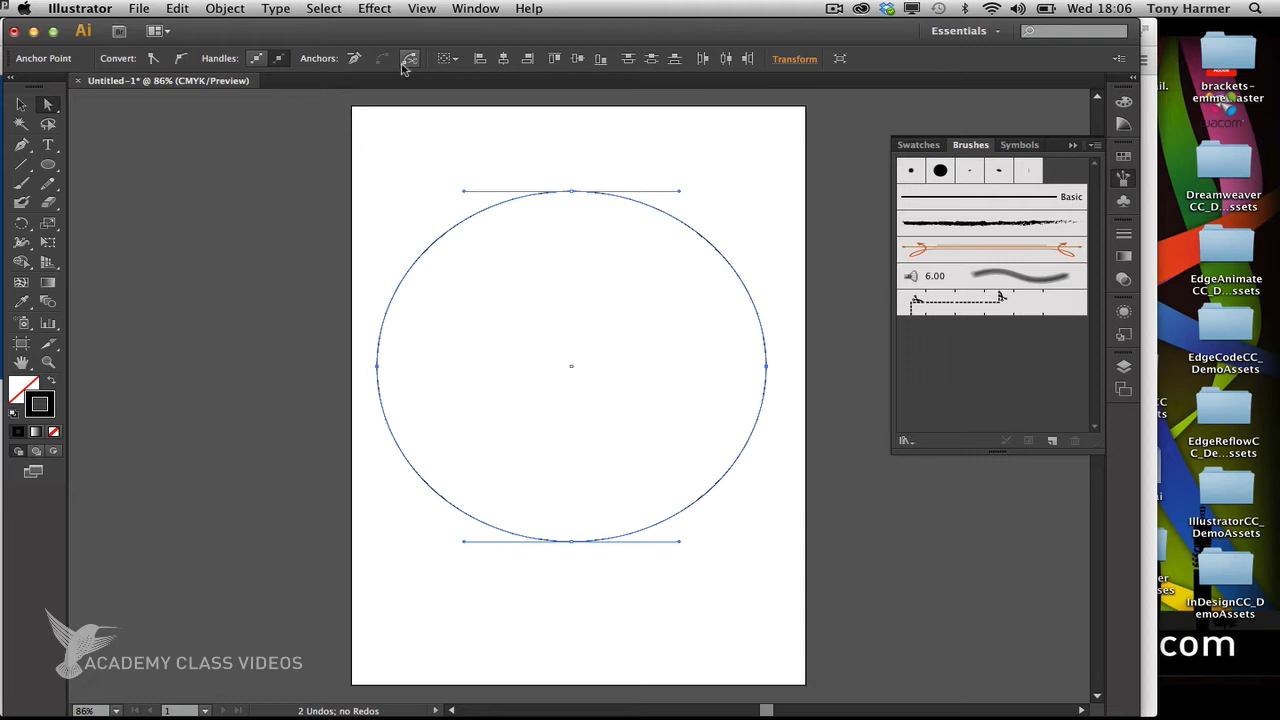 Illustrator File Edit Object Type Select Effect View Window Help
Wed 18:06 Tony Harmer
Ai Br Essentials
Anchor Point Convert: Handles: Anchors: Transform
× Untitled-1* @ 86% (CMYK/Preview)
Swatches Brushes Symbols
Basic
6.00
brackets-
emme...aster
Dreamweaver
CC_D...ssets
EdgeAnimate
CC_D...ssets
EdgeCodeCC_
DemoAssets
EdgeReflowC
C_De...ssets
IllustratorCC_
DemoAssets
InDesignCC_D
emoAssets
com
ACADEMY CLASS VIDEOS
86% 1 2 Undos; no Redos